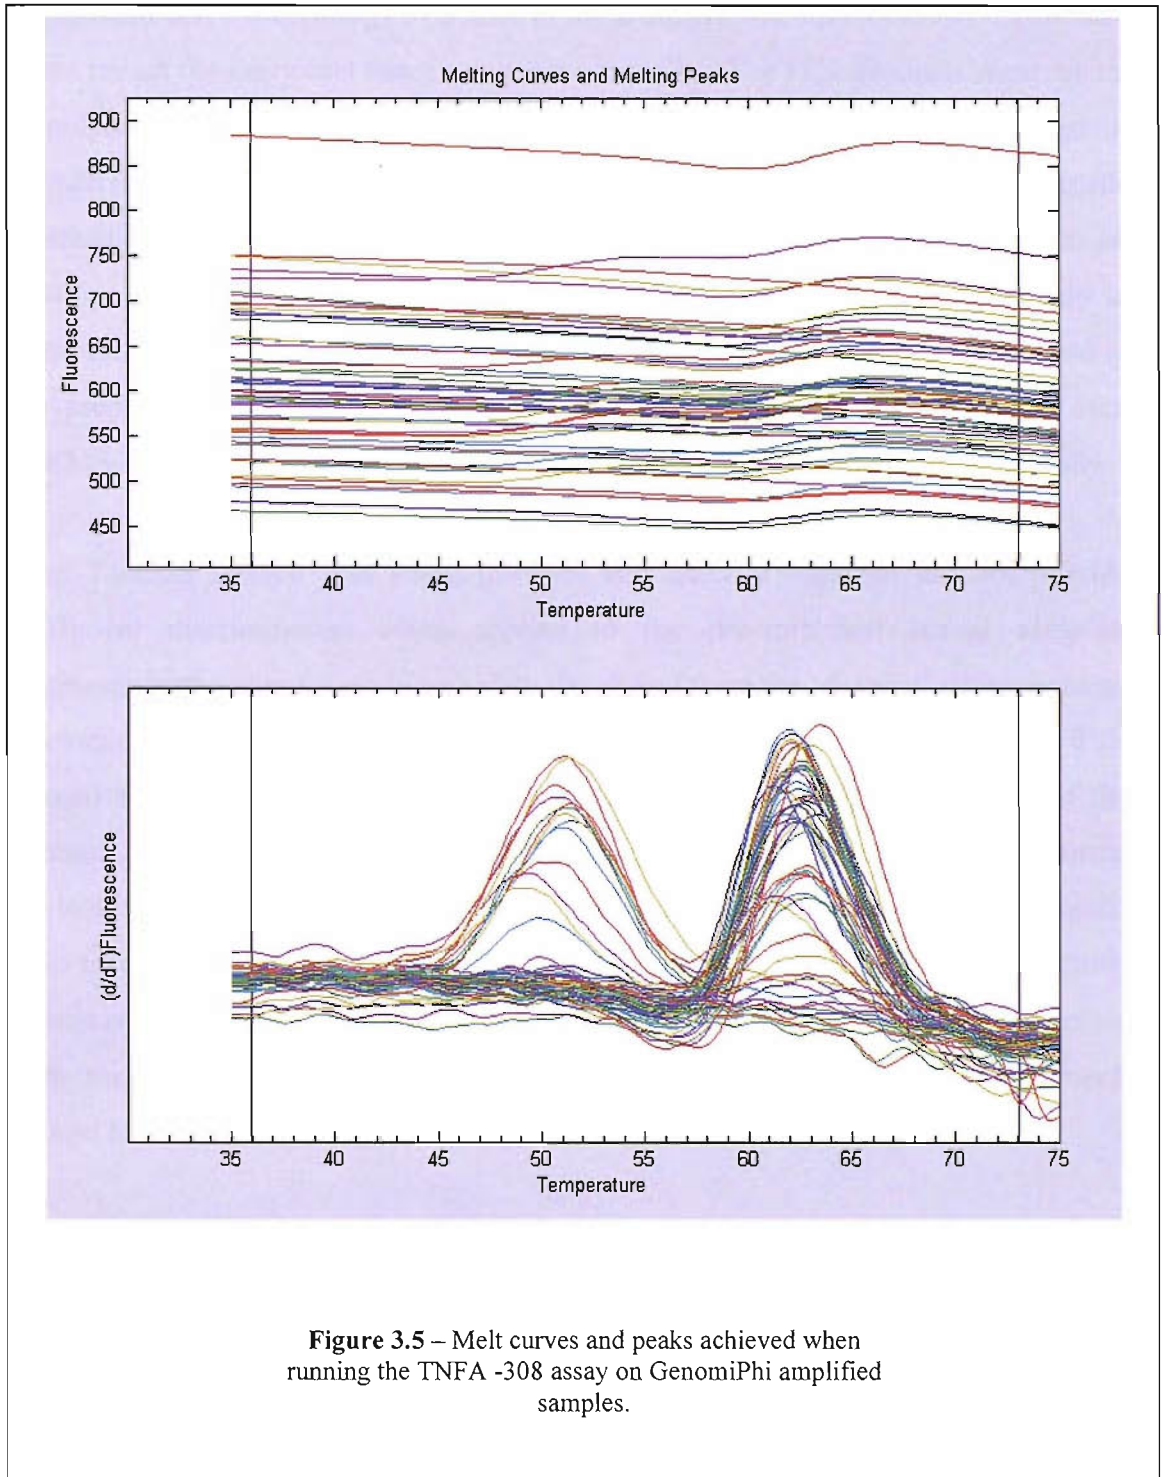 Melting Curves and Melting Peaks
900
850
800
750
700
650
600
550
500
450
Fluorescence
35 40 45 50 55 60 65 70 75
Temperature
(d/dT)Fluorescence
35 40 45 50 55 60 65 70 75
Temperature
Figure 3.5 – Melt curves and peaks achieved when
running the TNFA -308 assay on GenomiPhi amplified
samples.